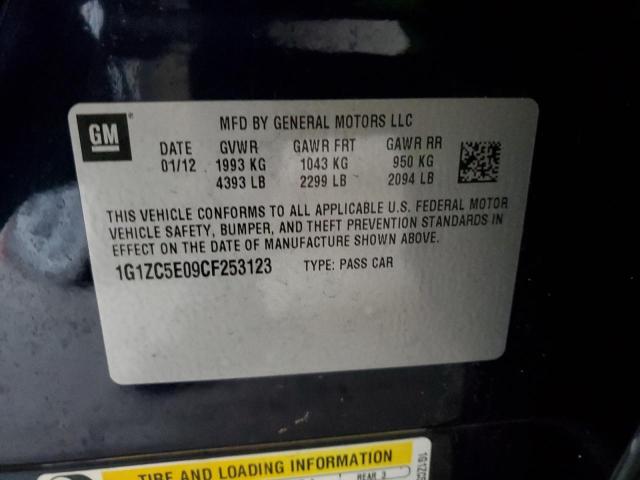 GM
MFD BY GENERAL MOTORS LLC
DATE GVWR GAWR FRT GAWR RR
01/12 1993 KG 1043 KG 950 KG
4393 LB 2299 LB 2094 LB
THIS VEHICLE CONFORMS TO ALL APPLICABLE U.S. FEDERAL MOTOR
VEHICLE SAFETY, BUMPER, AND THEFT PREVENTION STANDARDS IN
EFFECT ON THE DATE OF MANUFACTURE SHOWN ABOVE.
1G1ZC5E09CF253123 TYPE: PASS CAR
TIRE AND LOADING INFORMATION
REAR 3